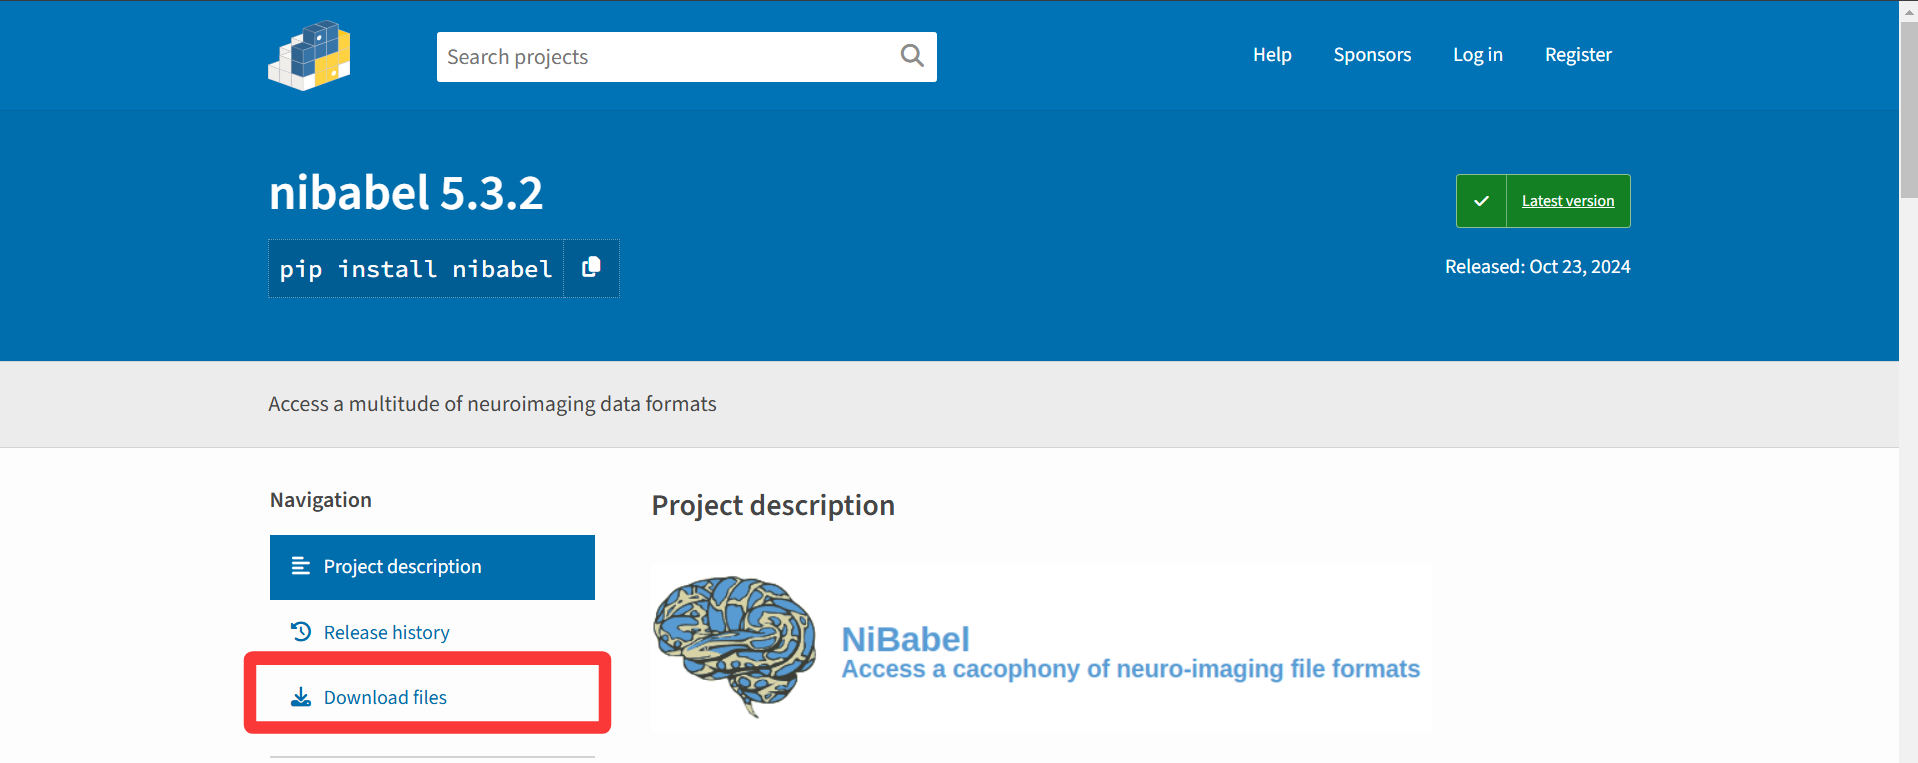 Search projects
Help
Sponsors
Log in
Register
nibabel 5.3.2
pip install nibabel
Latest version
Released: Oct 23, 2024
Access a multitude of neuroimaging data formats
Navigation
Project description
Release history
Download files
Project description
NiBabel
Access a cacophony of neuro-imaging file formats